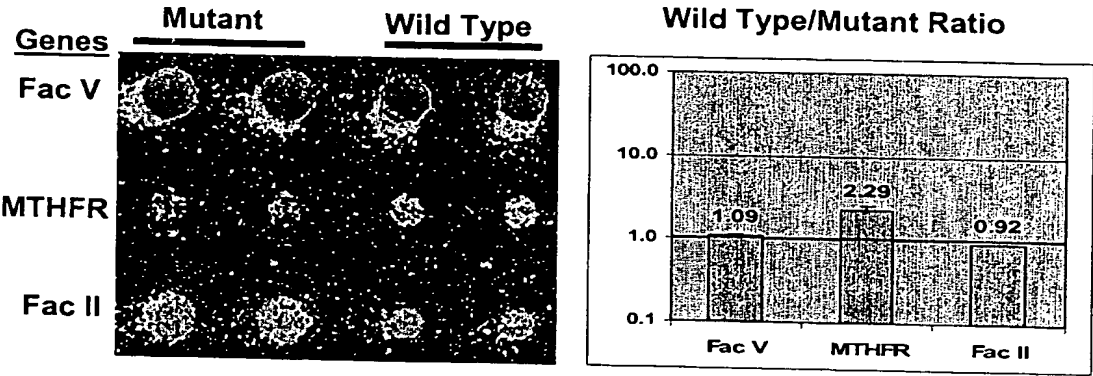 Mutant
Wild Type
Genes
Fac V
MTHFR
Fac II
Wild Type/Mutant Ratio
100.0
10.0
1.0
0.1
1.09
2.29
0.92
Fac V
MTHFR
Fac II